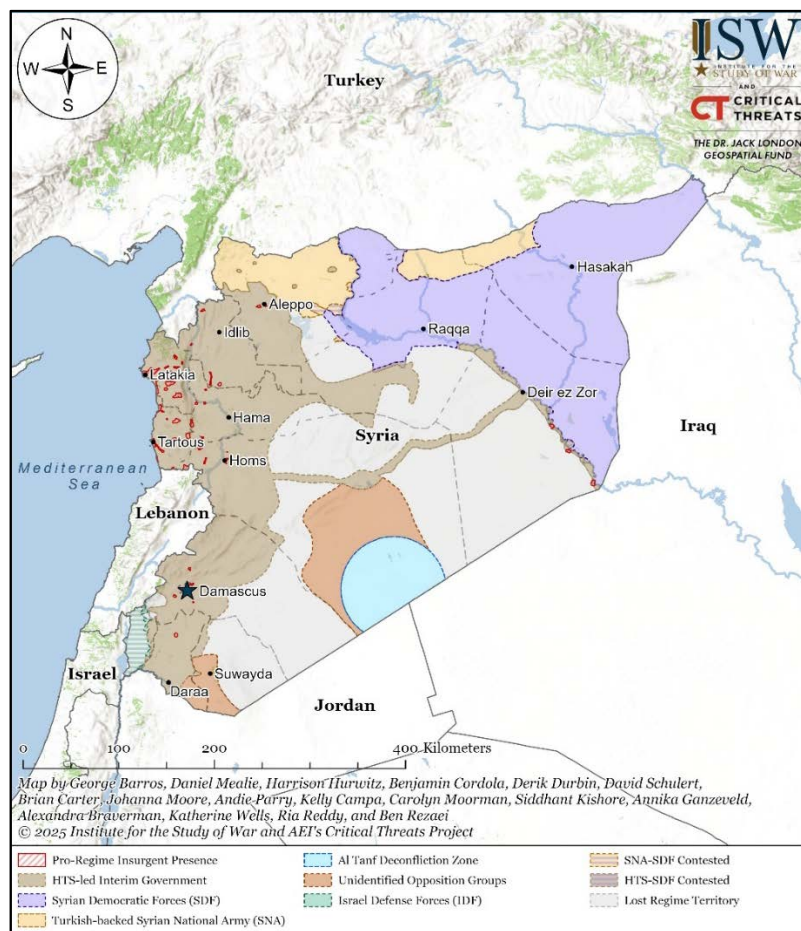 N
W E
S
ISW
INSTITUTE FOR THE
STUDY OF WAR
AND
CT CRITICAL
THREATS
THE DR. JACK LONDON
GEOSPATIAL FUND
Turkey
Hasakah
Aleppo
Idlib
Raqqa
Latakia
Deir ez Zor
Hama
Syria
Iraq
Tartous
Homs
Mediterranean
Sea
Lebanon
Damascus
Israel
Suwayda
Daraa
Jordan
0 100 200 400 Kilometers
Map by George Barros, Daniel Mealie, Harrison Hurwitz, Benjamin Cordola, Derik Durbin, David Schulert,
Brian Carter, Johanna Moore, Andie Parry, Kelly Campa, Carolyn Moorman, Siddhant Kishore, Annika Ganzeveld,
Alexandra Braverman, Katherine Wells, Ria Reddy, and Ben Rezaei
© 2025 Institute for the Study of War and AEI's Critical Threats Project
Pro-Regime Insurgent Presence
HTS-led Interim Government
Syrian Democratic Forces (SDF)
Turkish-backed Syrian National Army (SNA)
Al Tanf Deconfliction Zone
Unidentified Opposition Groups
Israel Defense Forces (IDF)
SNA-SDF Contested
HTS-SDF Contested
Lost Regime Territory